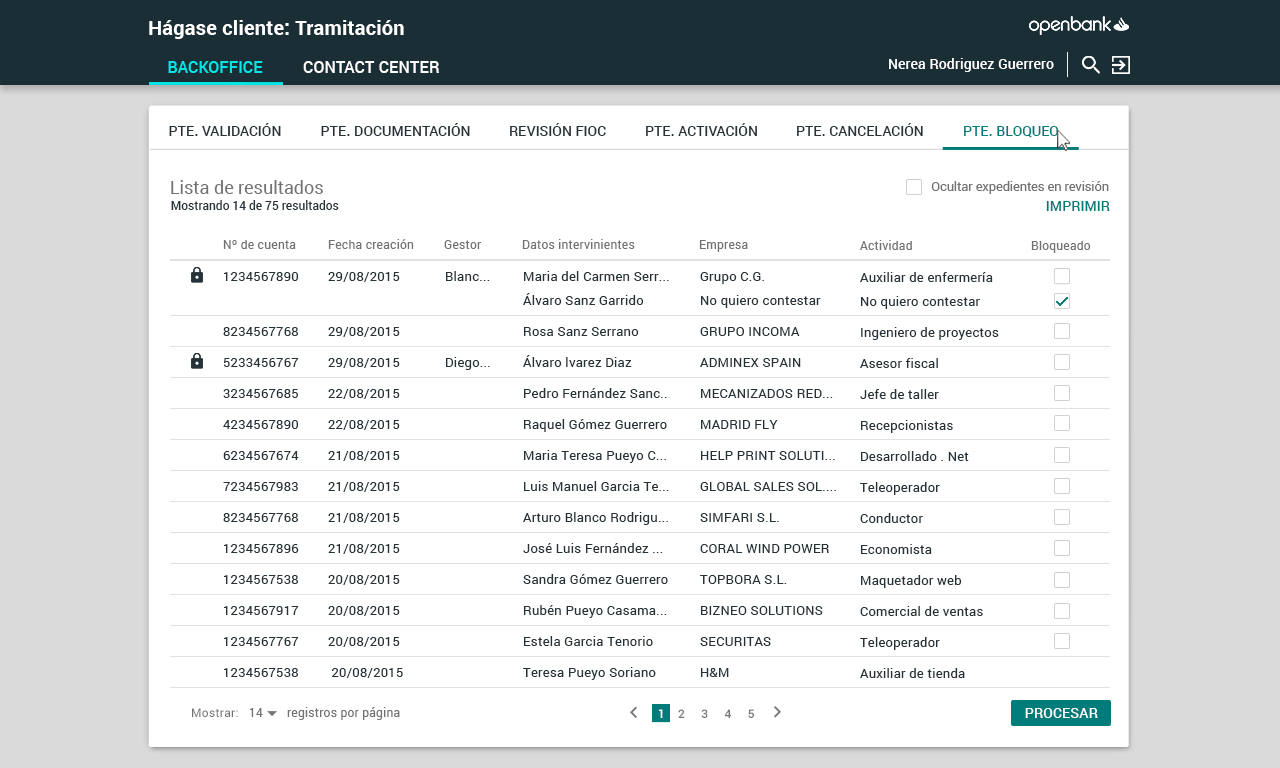 Hágase cliente: Tramitación
openbank
BACKOFFICE CONTACT CENTER
Nerea Rodriguez Guerrero
PTE. VALIDACIÓN PTE. DOCUMENTACIÓN REVISIÓN FIOC PTE. ACTIVACIÓN PTE. CANCELACIÓN PTE. BLOQUEO
Lista de resultados
Mostrando 14 de 75 resultados
Ocultar expedientes en revisión
IMPRIMIR
Nº de cuenta Fecha creación Gestor Datos intervinientes Empresa Actividad Bloqueado
1234567890 29/08/2015 Blanc... Maria del Carmen Serr... Grupo C.G. Auxiliar de enfermería
Álvaro Sanz Garrido No quiero contestar No quiero contestar
8234567768 29/08/2015 Rosa Sanz Serrano GRUPO INCOMA Ingeniero de proyectos
5233456767 29/08/2015 Diego... Álvaro lvarez Diaz ADMINEX SPAIN Asesor fiscal
3234567685 22/08/2015 Pedro Fernández Sanc.. MECANIZADOS RED... Jefe de taller
4234567890 22/08/2015 Raquel Gómez Guerrero MADRID FLY Recepcionistas
6234567674 21/08/2015 Maria Teresa Pueyo C... HELP PRINT SOLUTI... Desarrollado . Net
7234567983 21/08/2015 Luis Manuel Garcia Te... GLOBAL SALES SOL.... Teleoperador
8234567768 21/08/2015 Arturo Blanco Rodrigu... SIMFARI S.L. Conductor
1234567896 21/08/2015 José Luis Fernández ... CORAL WIND POWER Economista
1234567538 20/08/2015 Sandra Gómez Guerrero TOPBORA S.L. Maquetador web
1234567917 20/08/2015 Rubén Pueyo Casama... BIZNEO SOLUTIONS Comercial de ventas
1234567767 20/08/2015 Estela Garcia Tenorio SECURITAS Teleoperador
1234567538 20/08/2015 Teresa Pueyo Soriano H&M Auxiliar de tienda
Mostrar: 14 registros por página 1 2 3 4 5 PROCESAR